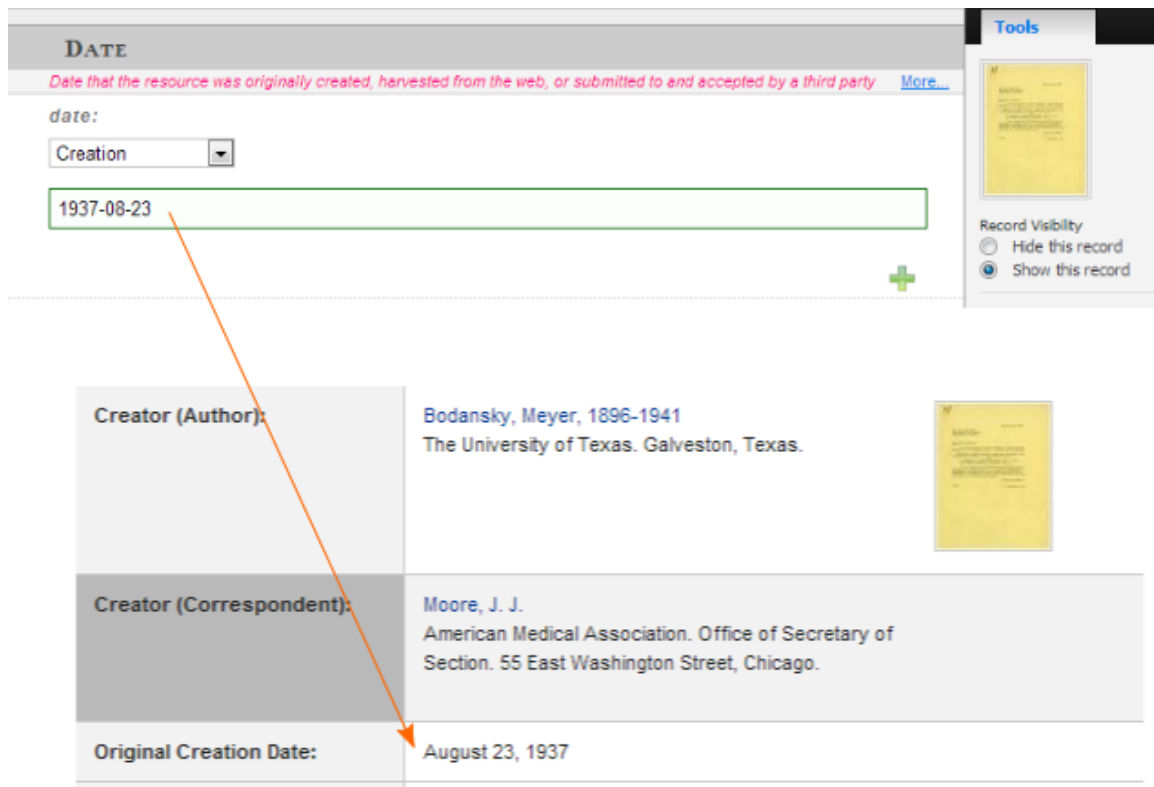 Tools
DATE
Date that the resource was originally created, harvested from the web, or submitted to and accepted by a third party More...
date:
Creation
1937-08-23
Record Visibility
Hide this record
Show this record
Creator (Author):
Bodansky, Meyer, 1896-1941
The University of Texas. Galveston, Texas.
Creator (Correspondent):
Moore, J. J.
American Medical Association. Office of Secretary of
Section. 55 East Washington Street, Chicago.
Original Creation Date:
August 23, 1937